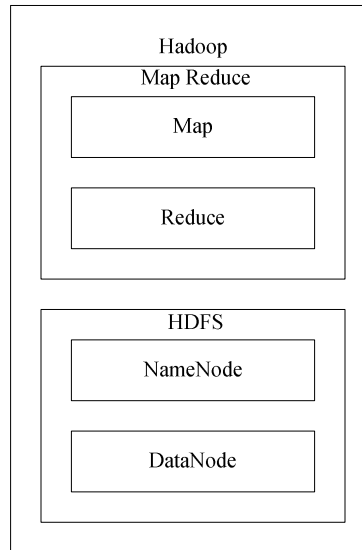 Hadoop
Map Reduce
Map
Reduce
HDFS
NameNode
DataNode